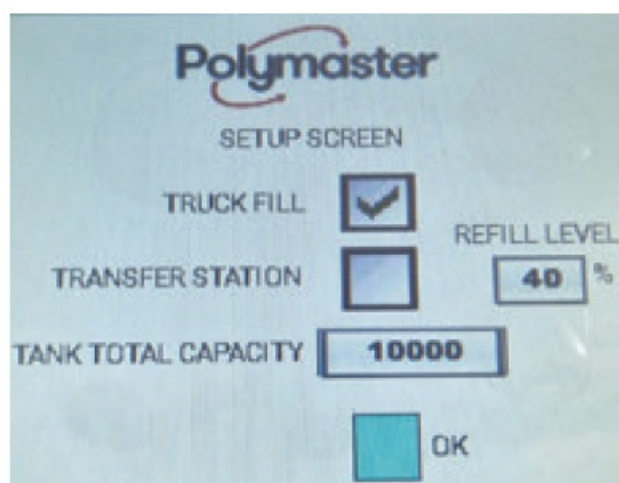 Polymaster
SETUP SCREEN
TRUCK FILL
REFILL LEVEL
TRANSFER STATION
40 %
TANK TOTAL CAPACITY 10000
OK